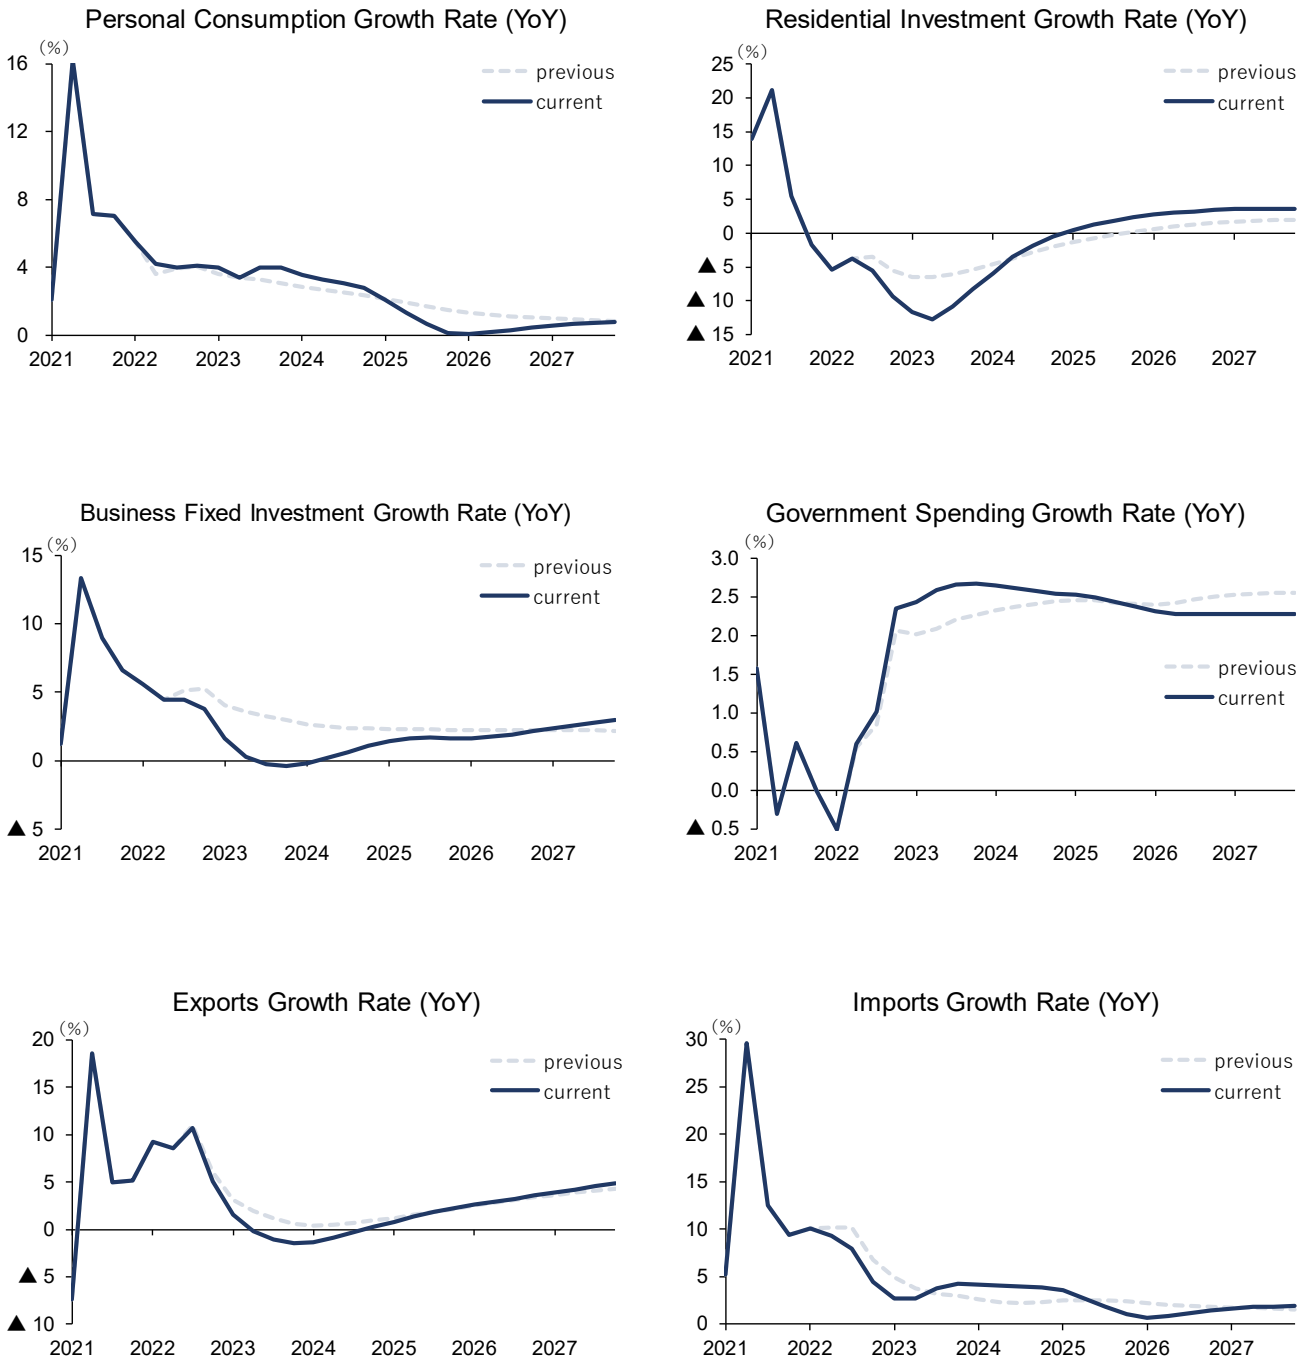 Personal Consumption Growth Rate (YoY)
(%)
16
12
8
4
0
2021 2022 2023 2024 2025 2026 2027
previous
current
Residential Investment Growth Rate (YoY)
(%)
25
20
15
10
5
0
▲ 5
▲ 10
▲ 15
2021 2022 2023 2024 2025 2026 2027
previous
current
Business Fixed Investment Growth Rate (YoY)
(%)
15
10
5
0
▲ 5
2021 2022 2023 2024 2025 2026 2027
previous
current
Government Spending Growth Rate (YoY)
(%)
3.0
2.5
2.0
1.5
1.0
0.5
0.0
▲ 0.5
2021 2022 2023 2024 2025 2026 2027
previous
current
Exports Growth Rate (YoY)
(%)
20
15
10
5
0
▲ 5
▲ 10
2021 2022 2023 2024 2025 2026 2027
previous
current
Imports Growth Rate (YoY)
(%)
30
25
20
15
10
5
0
2021 2022 2023 2024 2025 2026 2027
previous
current